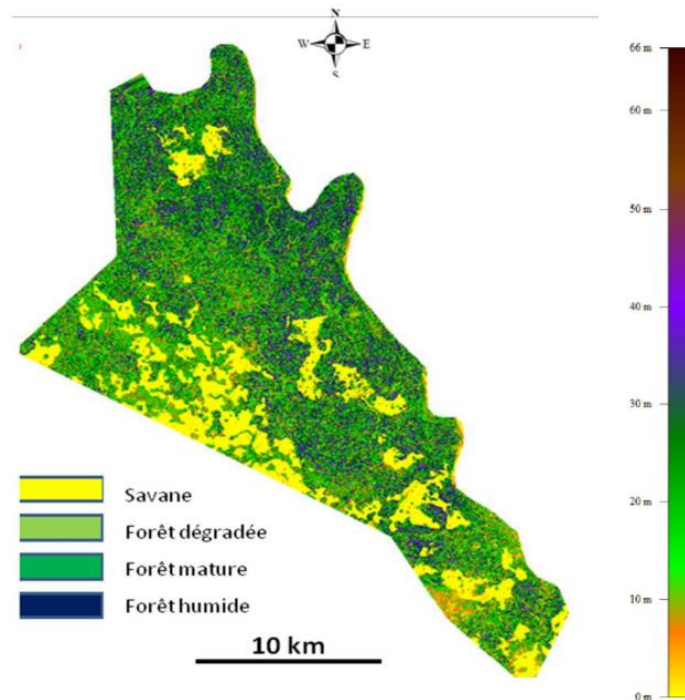 N
W E
S
66 m
60 m
50 m
40 m
30 m
20 m
10 m
0 m
Savane
Forêt dégradée
Forêt mature
Forêt humide
10 km